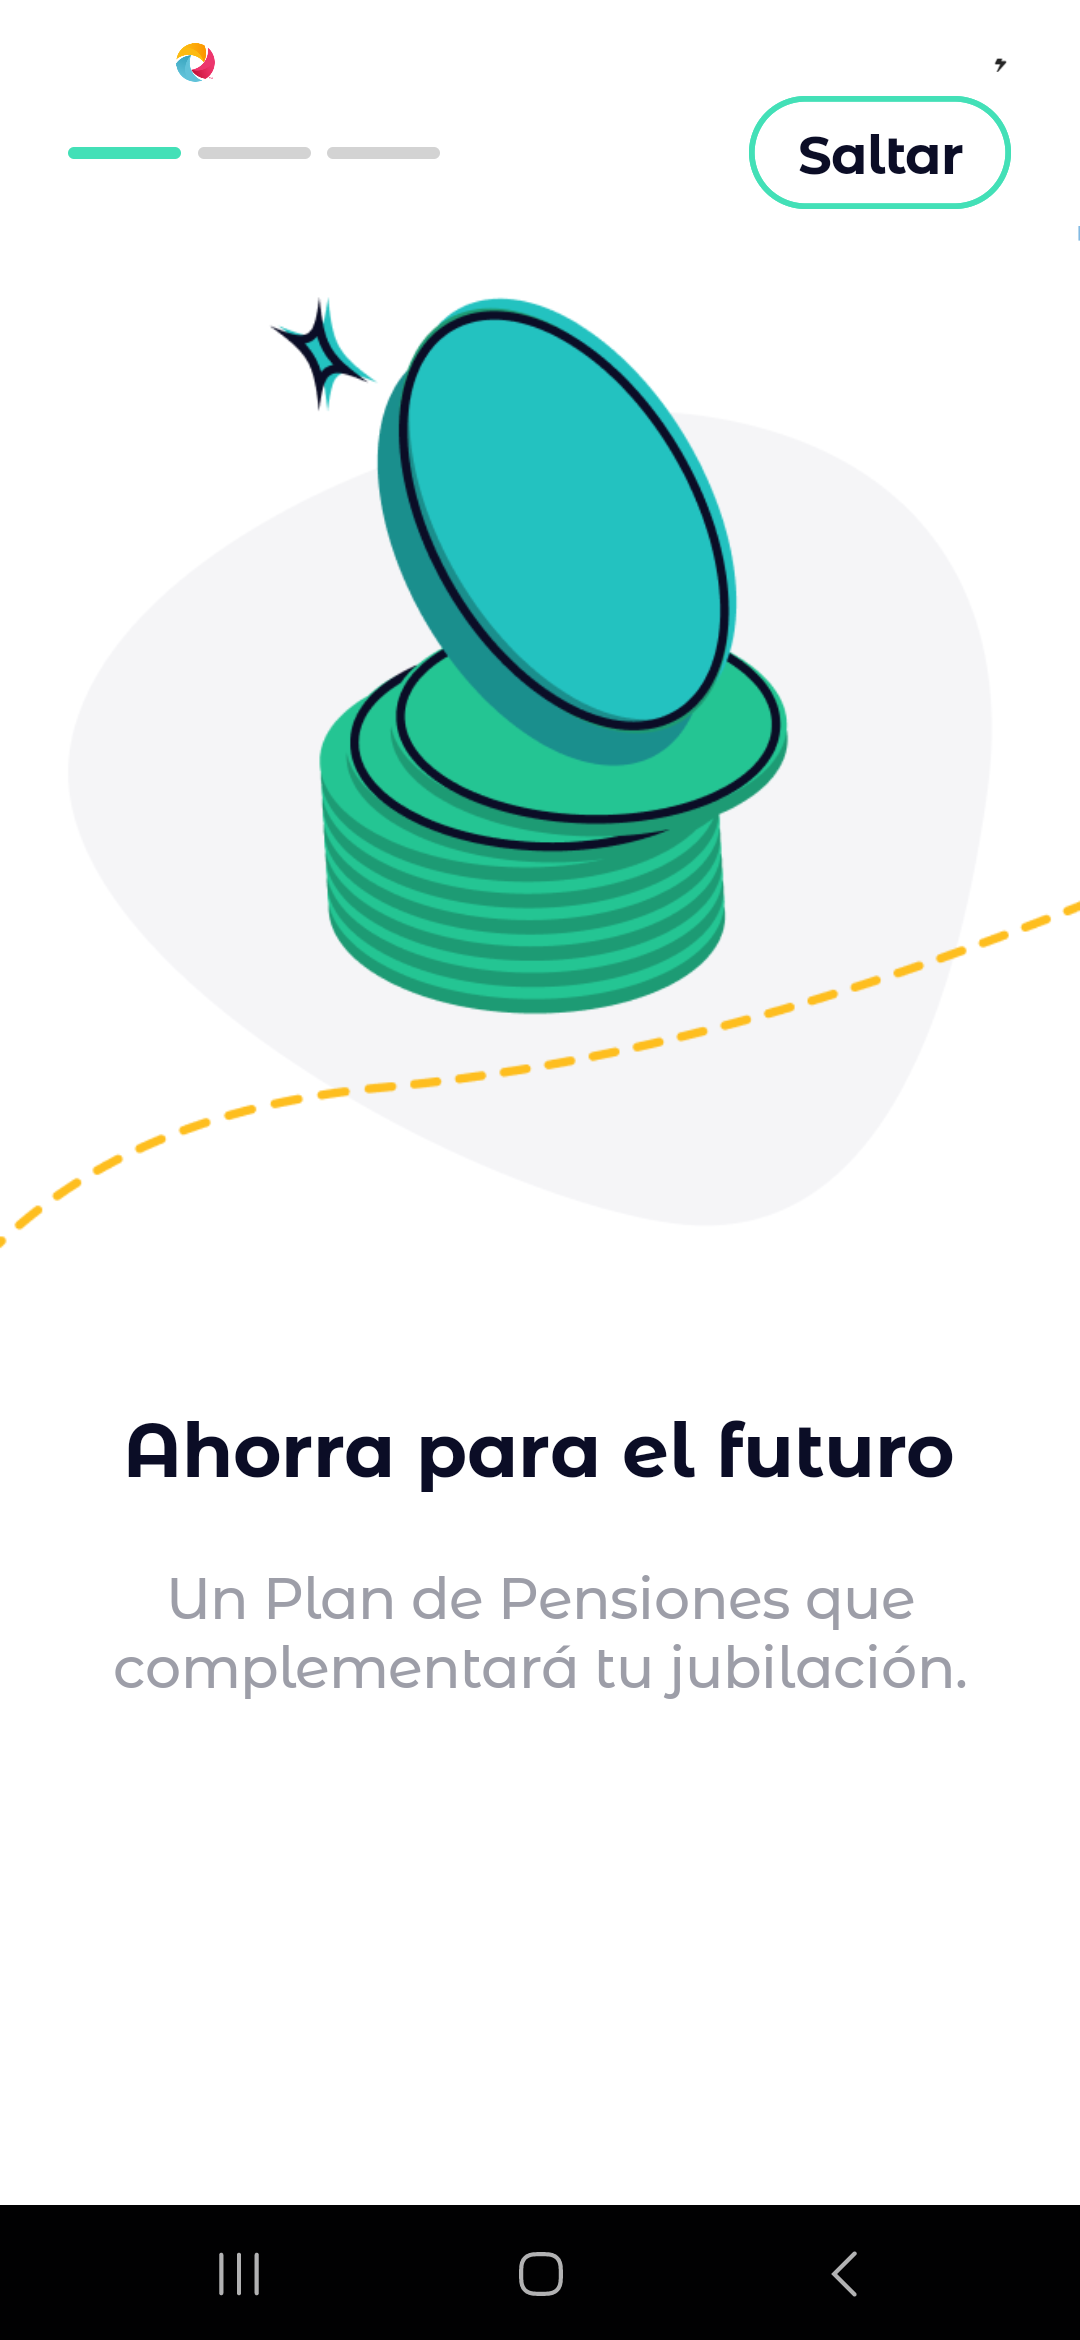 Saltar
Ahorra para el futuro
Un Plan de Pensiones que
complementará tu jubilación.